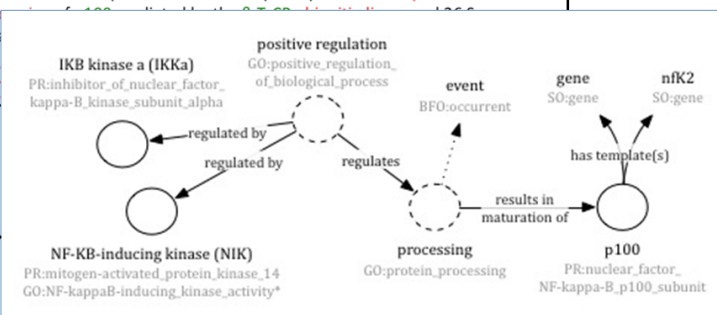 positive regulation
GO:positive_regulation_
of_biological_process
IKB kinase a (IKKa)
PR:inhibitor_of_nuclear_factor_
kappa-B_kinase_subunit_alpha
event
BFO:occurrent
gene
SO:gene
nfK2
SO:gene
regulated by
regulated by
regulates
has template(s)
results in
maturation of
NF-KB-inducing kinase (NIK)
PR:mitogen-activated_protein_kinase_14
GO:NF-kappaB-inducing_kinase_activity*
processing
GO:protein_processing
p100
PR:nuclear_factor_
NF-kappa-B_p100_subunit